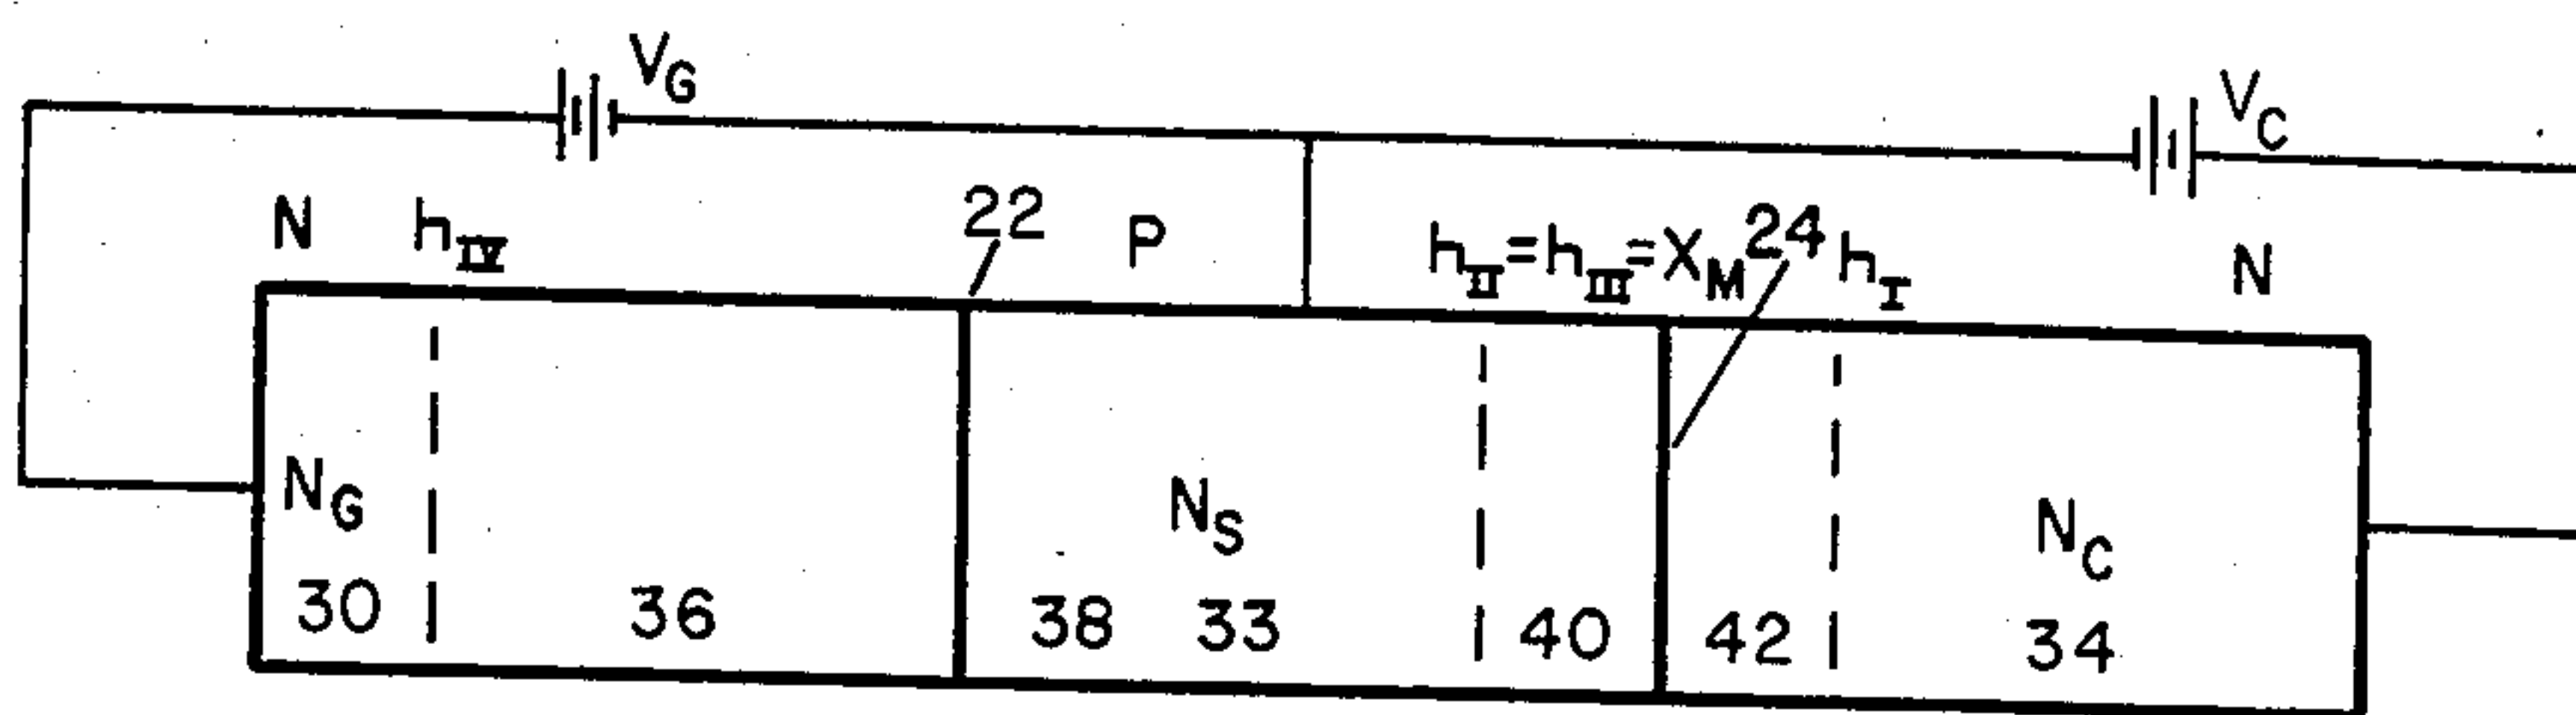 V_G V_C
N h_IV 22 P h_II=h_III=X_M 24 h_I N
N_G N_S N_C
30 36 38 33 40 42 34